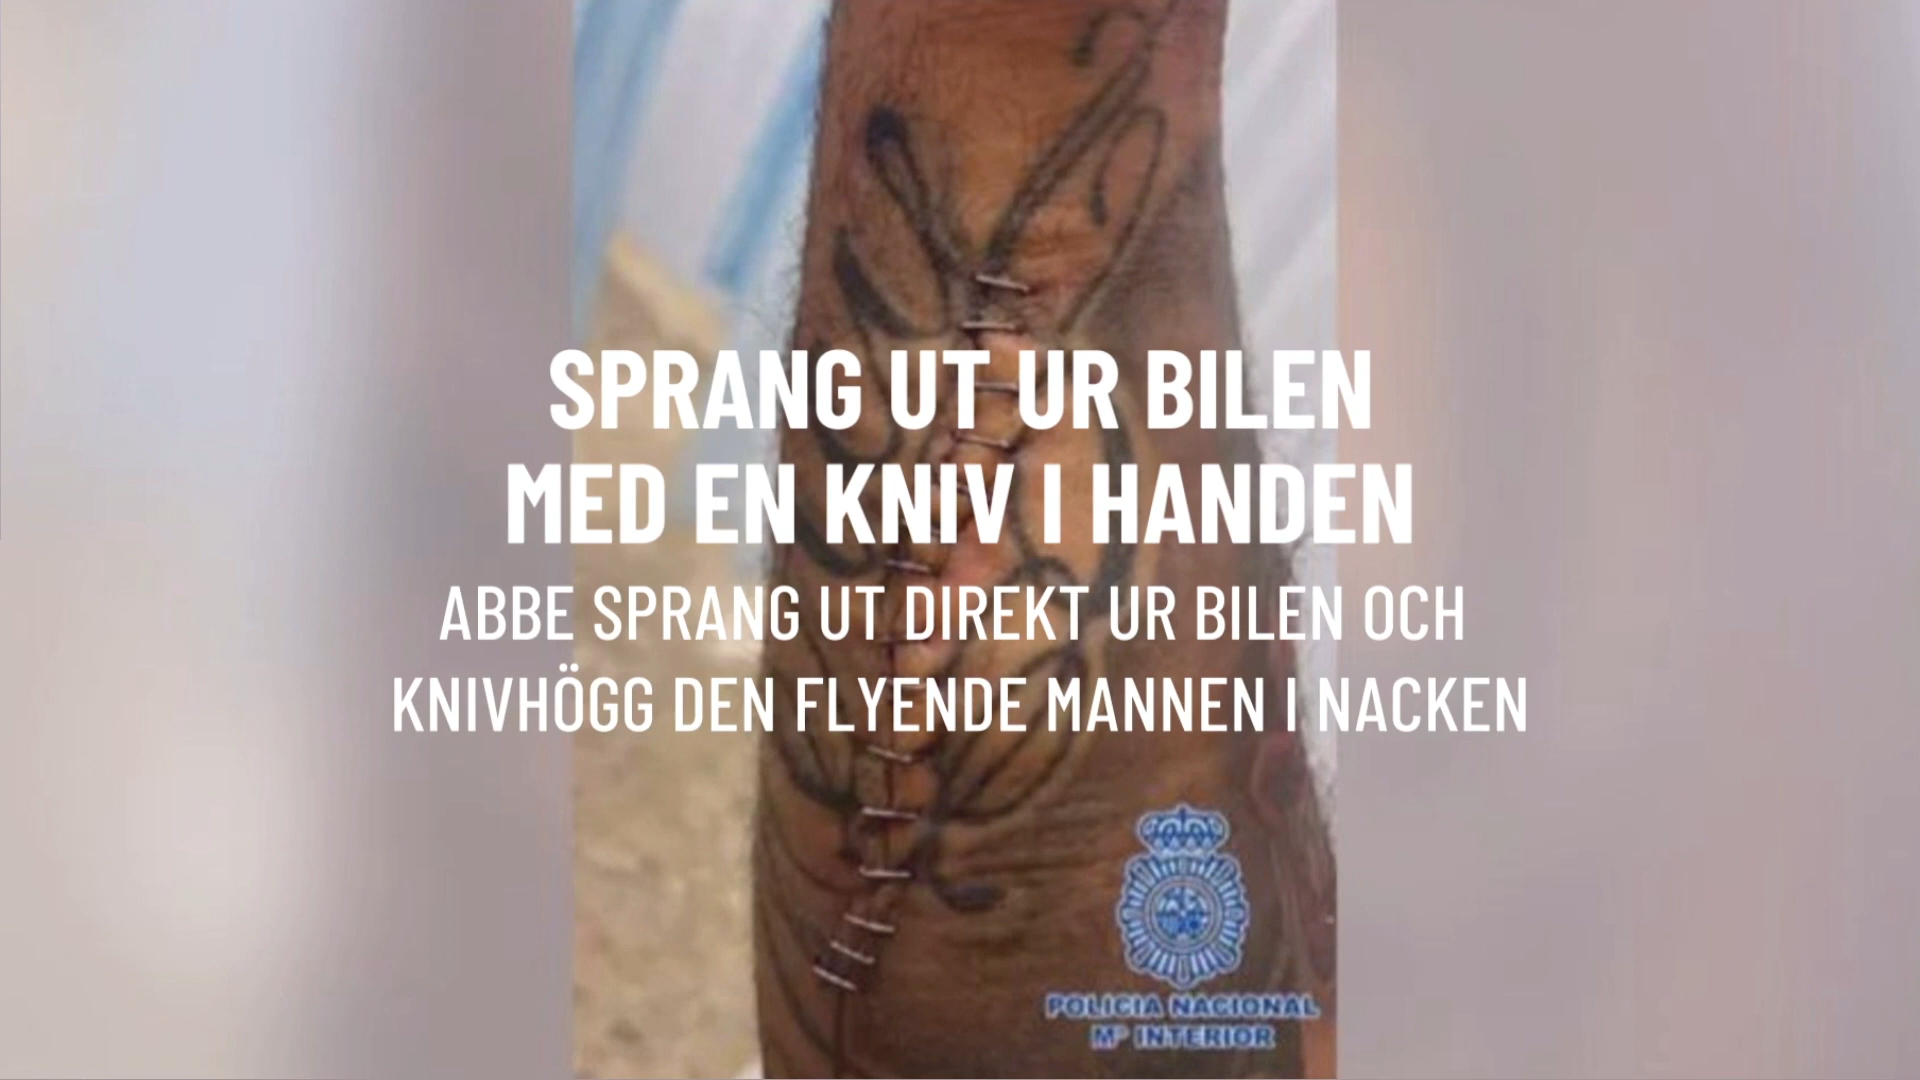 SPRANG UT UR BILEN
MED EN KNIV I HANDEN
ABBE SPRANG UT DIREKT UR BILEN OCH
KNIVHÖGG DEN FLYENDE MANNEN I NACKEN
POLICIA NACIONAL
Mº INTERIOR